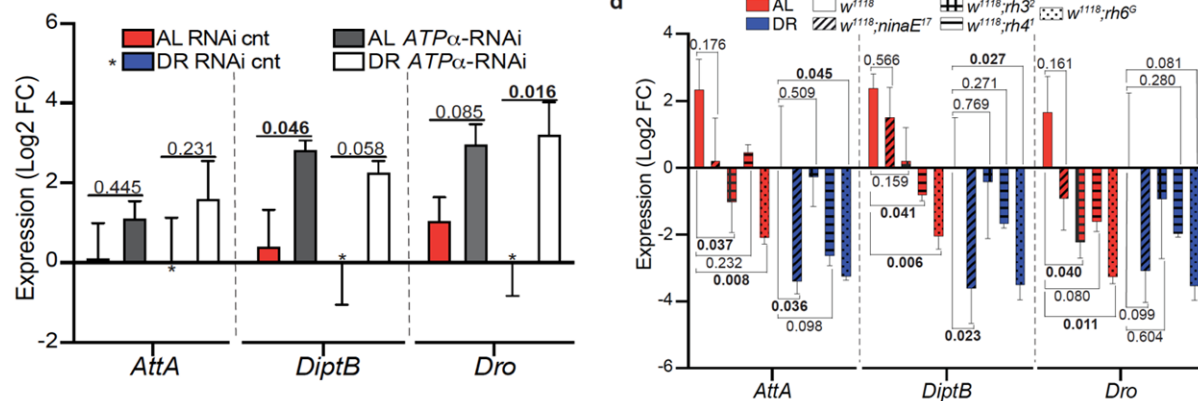 6
4
2
0
-2
Expression (Log2 FC)
AL RNAi cnt
AL ATPα-RNAi
* DR RNAi cnt
DR ATPα-RNAi
0.445
0.231
*
0.046
0.058
*
0.085
0.016
*
AttA
DiptB
Dro
d
AL
w1118
w1118;rh3²
w1118;rh6G
DR
w1118;ninaE17
w1118;rh4¹
4
2
0
-2
-4
-6
Expression (Log2 FC)
0.176
0.045
0.509
0.037
0.232
0.008
0.036
0.098
0.566
0.027
0.271
0.769
0.159
0.041
0.006
0.023
0.161
0.081
0.280
0.040
0.080
0.011
0.099
0.604
AttA
DiptB
Dro